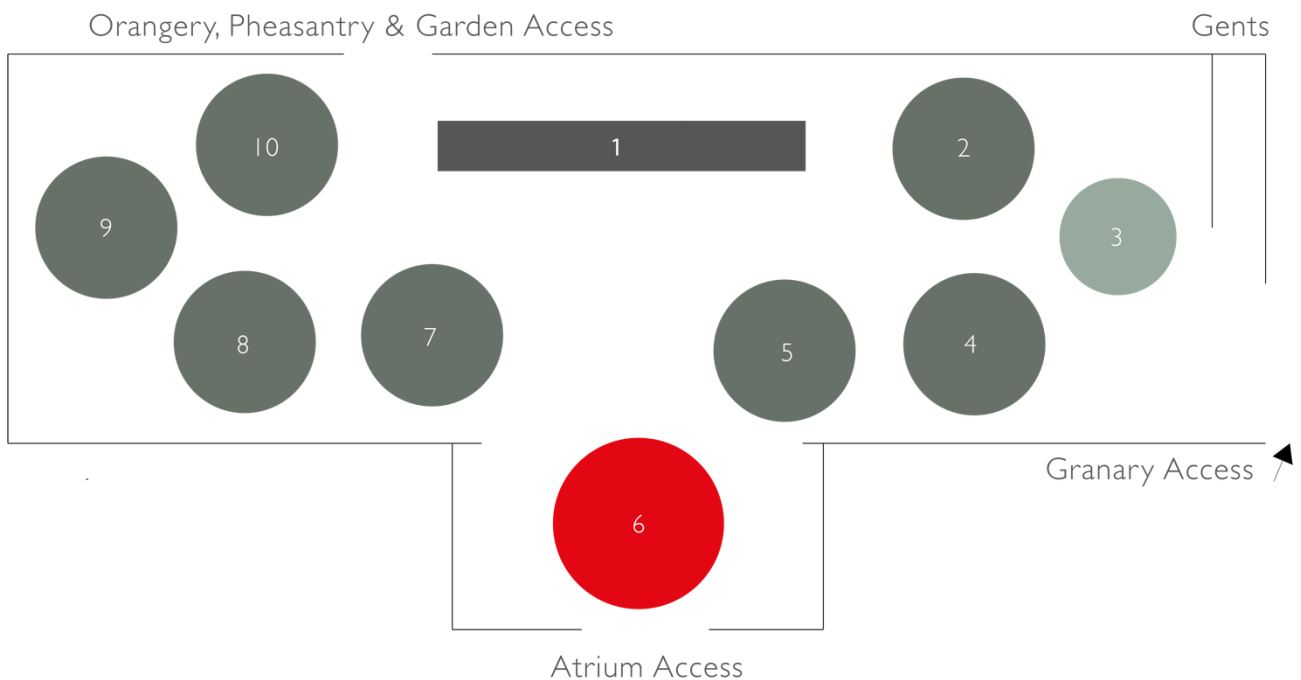 Orangery, Pheasantry & Garden Access
Gents
10
1
2
9
3
8
7
5
4
Granary Access
6
Atrium Access